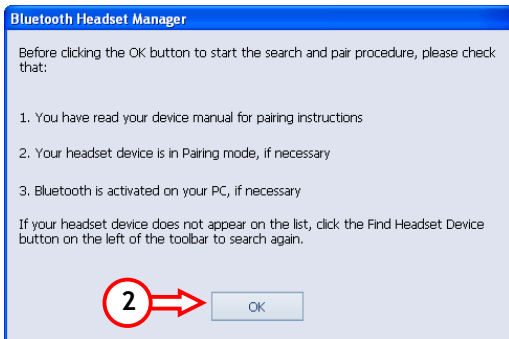 Bluetooth Headset Manager
Before clicking the OK button to start the search and pair procedure, please check
that:
1. You have read your device manual for pairing instructions
2. Your headset device is in Pairing mode, if necessary
3. Bluetooth is activated on your PC, if necessary
If your headset device does not appear on the list, click the Find Headset Device
button on the left of the toolbar to search again.
2
OK